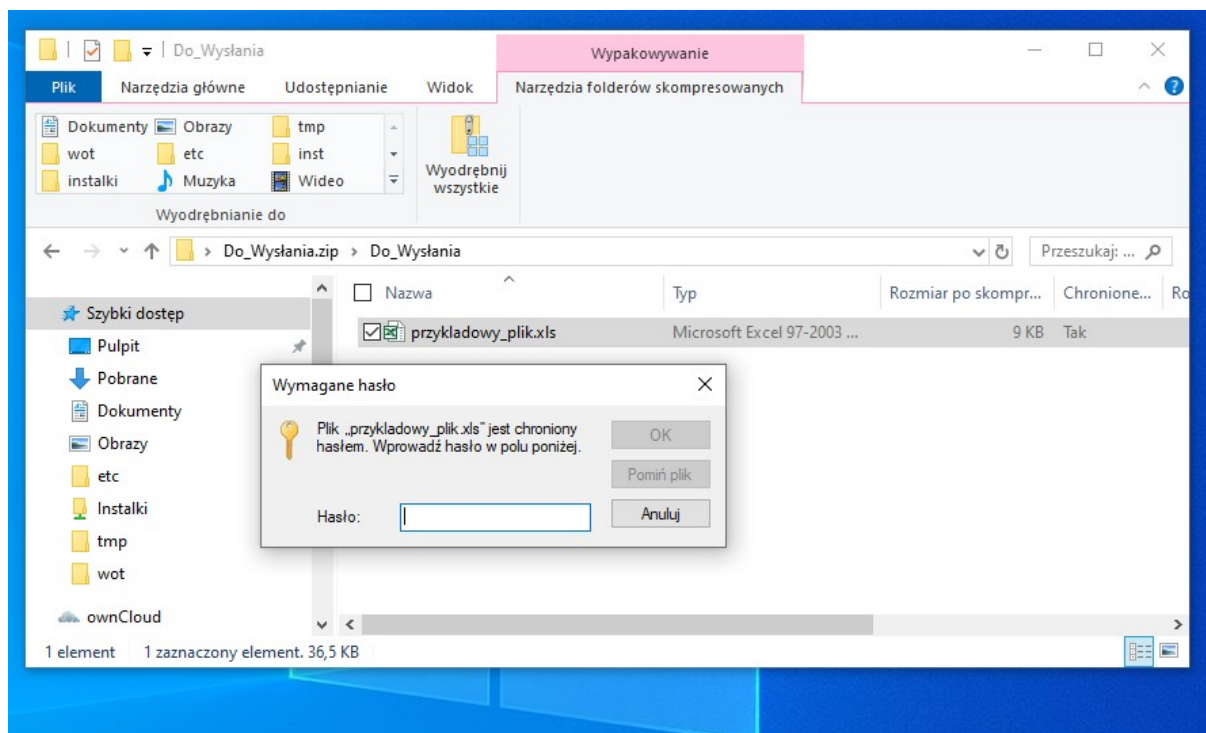 Do_Wysłania
Wypakowywanie
Plik Narzędzia główne Udostępnianie Widok Narzędzia folderów skompresowanych
Dokumenty Obrazy tmp
wot etc inst
instalki Muzyka Wideo
Wyodrębnij
wszystkie
Wyodrębnianie do
Do_Wysłania.zip > Do_Wysłania
Przeszukaj: ...
Nazwa Typ Rozmiar po skompr... Chronione... Ro
przykladowy_plik.xls Microsoft Excel 97-2003 ... 9 KB Tak
Szybki dostęp
Pulpit
Pobrane
Dokumenty
Obrazy
etc
Instalki
tmp
wot
ownCloud
Wymagane hasło
Plik „przykladowy_plik.xls” jest chroniony
hasłem. Wprowadź hasło w polu poniżej.
OK
Pomiń plik
Hasło:
Anuluj
1 element 1 zaznaczony element. 36,5 KB